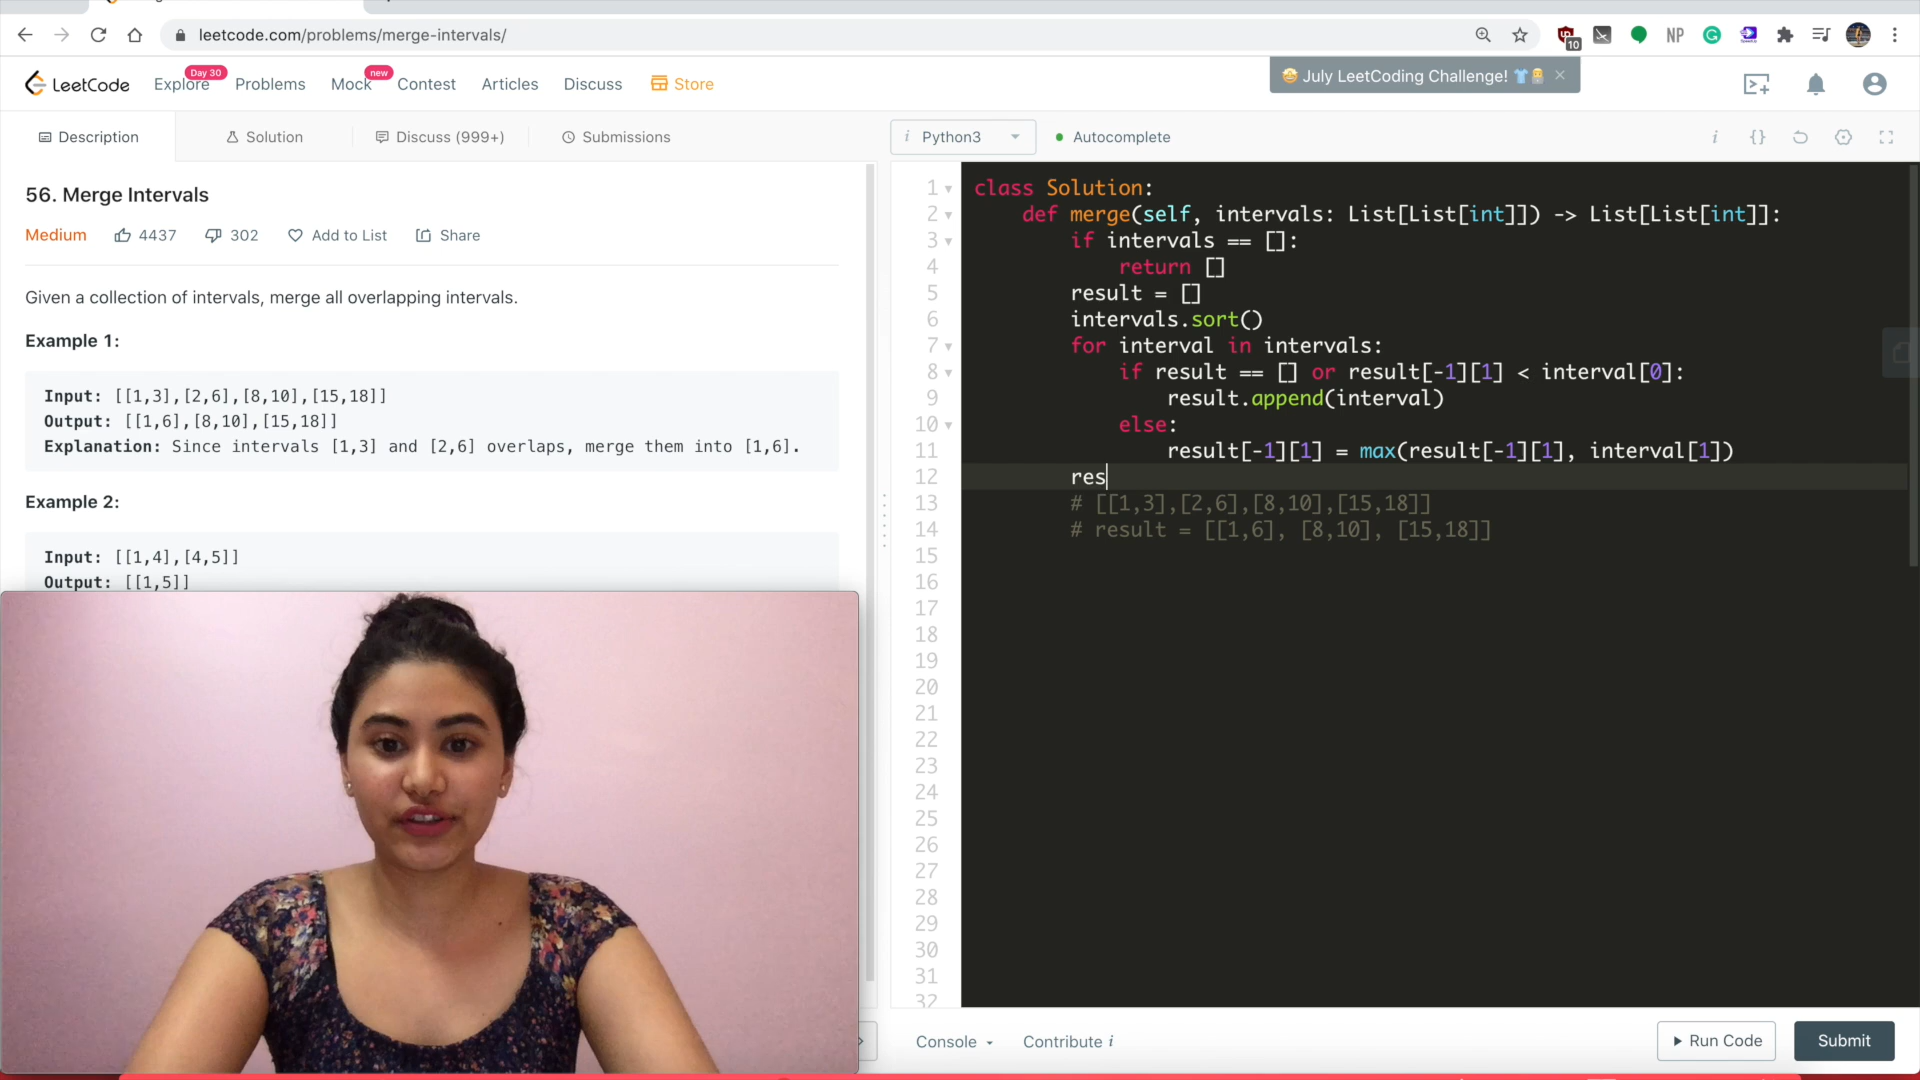 leetcode.com/problems/merge-intervals/
10
NP
LeetCode
Explore
Day 30
Problems
Mock
new
Contest
Articles
Discuss
Store
July LeetCoding Challenge!
Description
Solution
Discuss (999+)
Submissions
i Python3
Autocomplete
i {}
56. Merge Intervals
Medium 4437 302 Add to List Share
Given a collection of intervals, merge all overlapping intervals.
Example 1:
Input: [[1,3],[2,6],[8,10],[15,18]]
Output: [[1,6],[8,10],[15,18]]
Explanation: Since intervals [1,3] and [2,6] overlaps, merge them into [1,6].
Example 2:
Input: [[1,4],[4,5]]
Output: [[1,5]]
1 class Solution:
2 def merge(self, intervals: List[List[int]]) -> List[List[int]]:
3 if intervals == []:
4 return []
5 result = []
6 intervals.sort()
7 for interval in intervals:
8 if result == [] or result[-1][1] < interval[0]:
9 result.append(interval)
10 else:
11 result[-1][1] = max(result[-1][1], interval[1])
12 res
13 # [[1,3],[2,6],[8,10],[15,18]]
14 # result = [[1,6], [8,10], [15,18]]
15
16
17
18
19
20
21
22
23
24
25
26
27
28
29
30
31
32
Console
Contribute i
Run Code
Submit